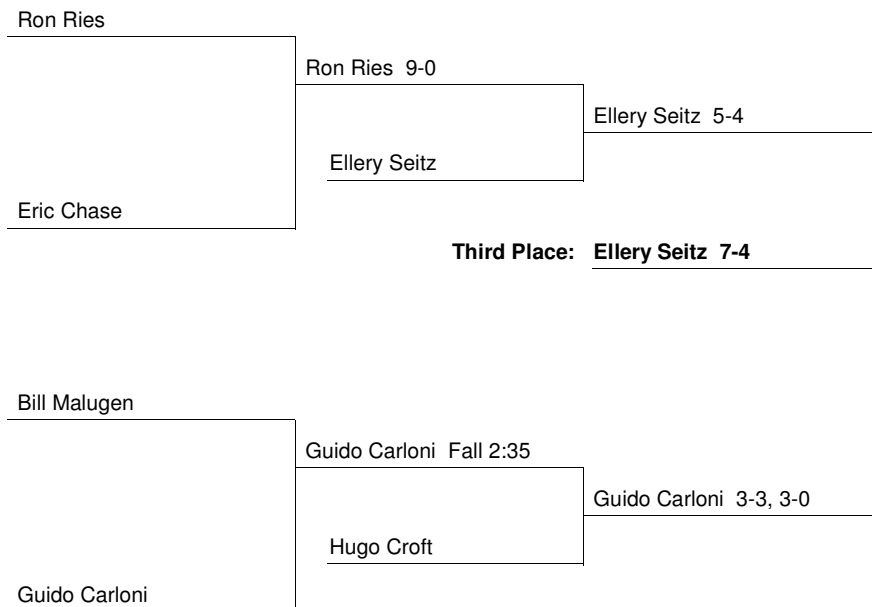 Ron Ries
Ron Ries 9-0
Ellery Seitz 5-4
Ellery Seitz
Eric Chase
Third Place: Ellery Seitz 7-4
Bill Malugen
Guido Carloni Fall 2:35
Guido Carloni 3-3, 3-0
Hugo Croft
Guido Carloni